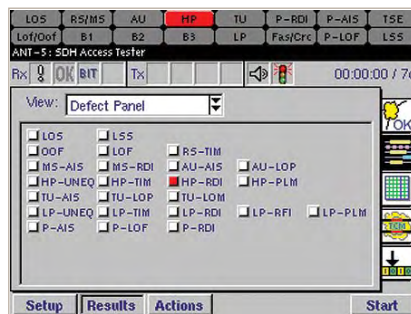 LOS RS/MS AU HP TU P-RDI P-AIS TSE
Lof/Oof B1 B2 B3 LP Fas/Crc P-LOF LSS
ANT-5: SDH Access Tester
Rx OK BIT Tx 00:00:00 / 7d
View: Defect Panel
OK
LOS LSS
OOF LOF RS-TIM
MS-AIS MS-RDI AU-AIS AU-LOP
HP-UNEQ HP-TIM HP-RDI HP-PLM
TU-AIS TU-LOP TU-LOM
LP-UNEQ LP-TIM LP-RDI LP-RFI LP-PLM
P-AIS P-LOF P-RDI
TCM
Setup Results Actions Start